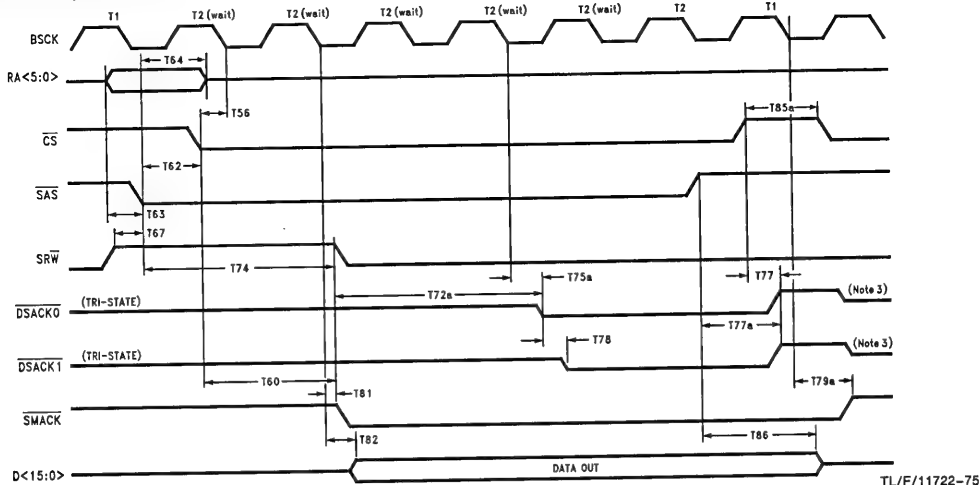 T1 T2 (wait) T2 (wait) T2 (wait) T2 (wait) T2 (wait) T2 T1
BSCK
T64
RA<5:0>
T56
T85a
CS
T62
SAS
T63
T67
SRW
T74
T75a
T77
T72a
DSACK0 (TRI-STATE) (Note 3)
T77a
T78
DSACK1 (TRI-STATE) (Note 3)
T60
T79a
T81
SMACK
T82
T86
D<15:0> DATA OUT
TL/F/11722-75